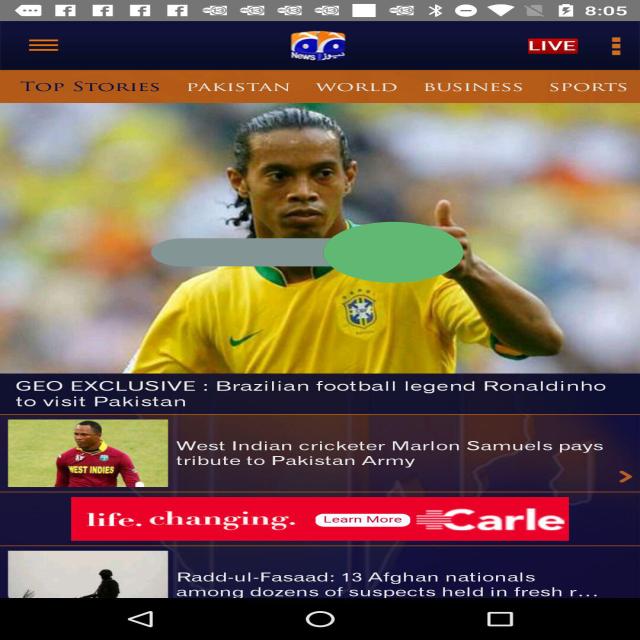 8:05
News جیو نیوز
LIVE
TOP STORIES PAKISTAN WORLD BUSINESS SPORTS
GEO EXCLUSIVE : Brazilian football legend Ronaldinho
to visit Pakistan
WEST INDIES
West Indian cricketer Marlon Samuels pays
tribute to Pakistan Army
life. changing. Learn More Carle
Radd-ul-Fasaad: 13 Afghan nationals
among dozens of suspects held in fresh r...